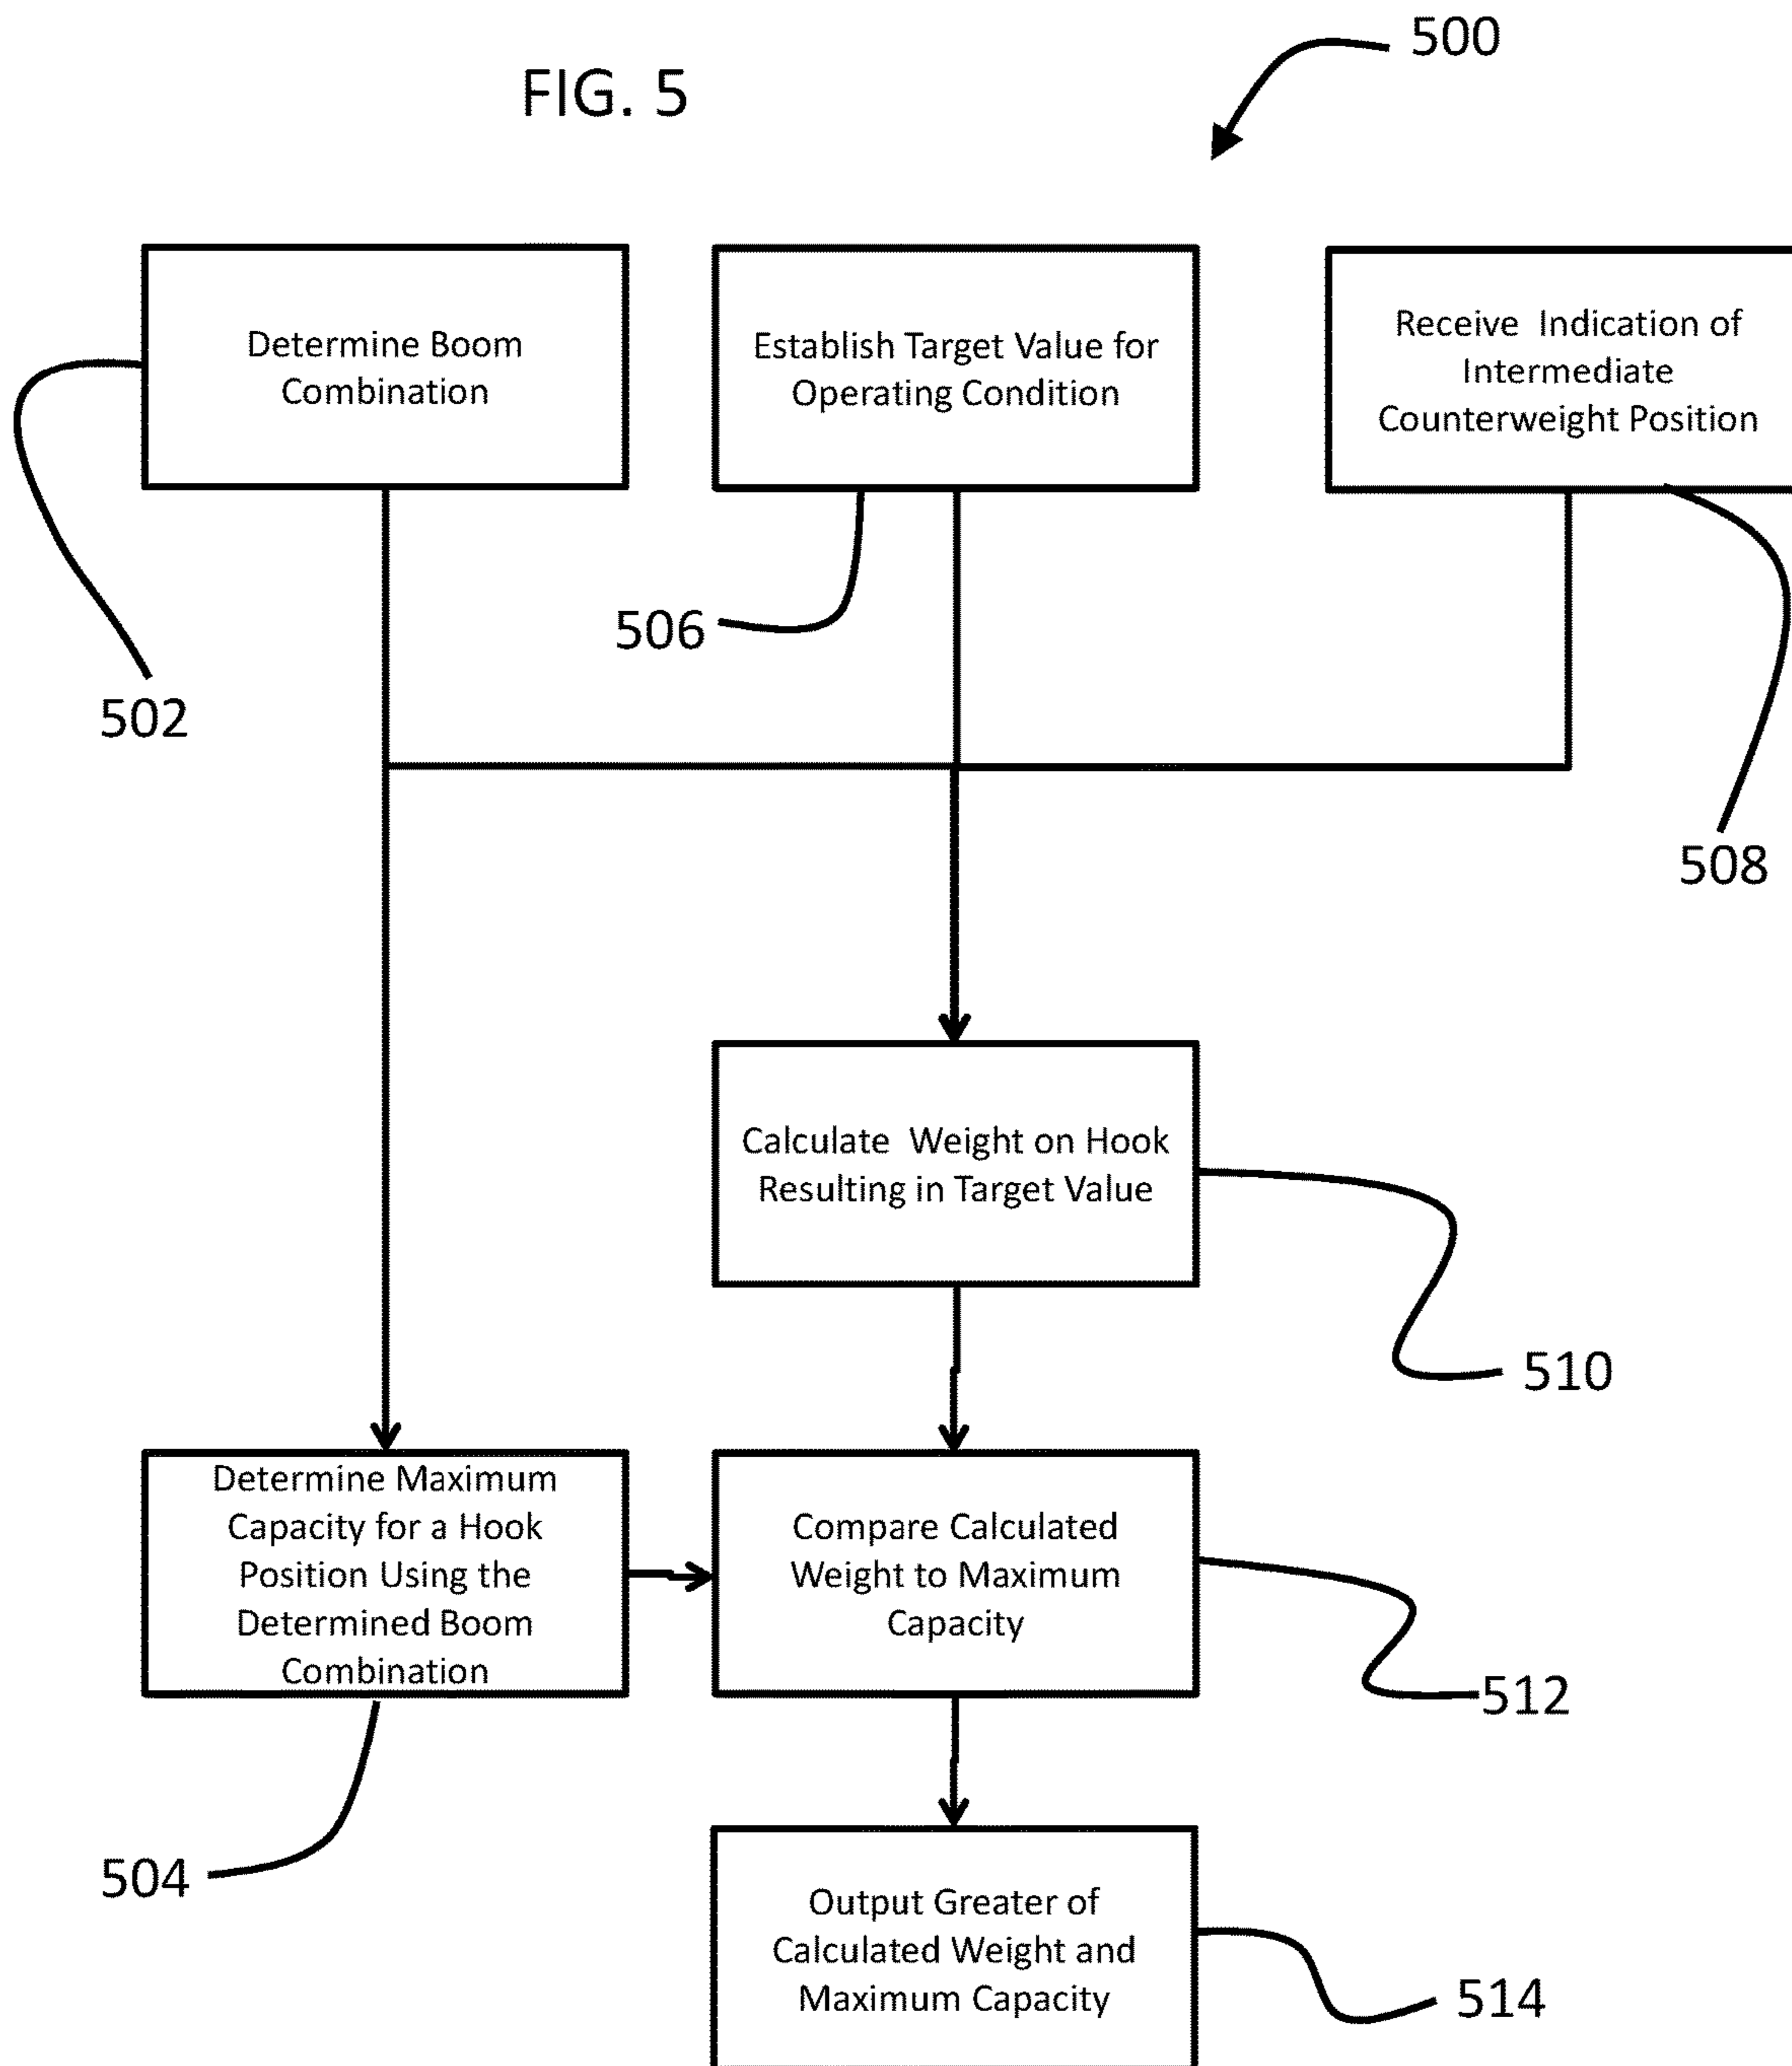 500
FIG. 5
Determine Boom
Combination
Establish Target Value for
Operating Condition
Receive Indication of
Intermediate
Counterweight Position
506
502
508
Calculate Weight on Hook
Resulting in Target Value
510
Determine Maximum
Capacity for a Hook
Position Using the
Determined Boom
Combination
Compare Calculated
Weight to Maximum
Capacity
512
504
Output Greater of
Calculated Weight and
Maximum Capacity
514